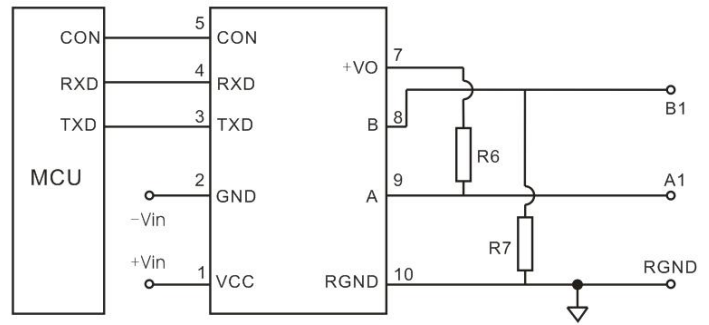 5
CON CON
7
+VO
4
RXD RXD
3
TXD TXD
B 8
B1
R6
MCU
2
GND
−Vin
A 9
A1
R7
+Vin
1
VCC
RGND 10
RGND